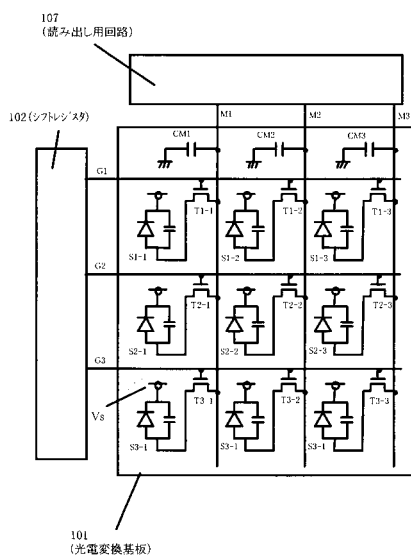 107
(読み出し用回路)
102(シフトレジスタ)
M1 M2 M3
CM1 CM2 CM3
G1
T1-1 T1-2 T1-3
S1-1 S1-2 S1-3
G2
T2-1 T2-2 T2-3
S2-1 S2-2 S2-3
G3
Vs
T3-1 T3-2 T3-3
S3-1 S3-1 S3-1
101
(光電変換基板)